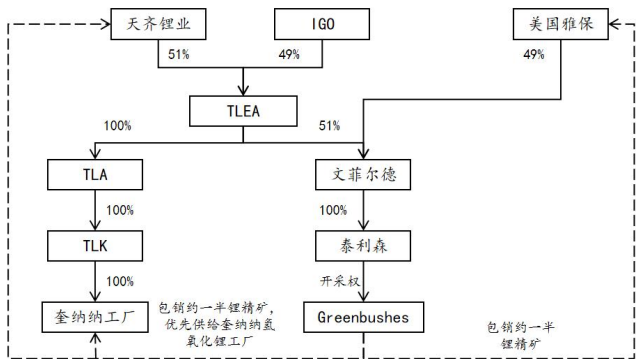 天齐锂业
IGO
美国雅保
51%
49%
49%
TLEA
100%
51%
TLA
文菲尔德
100%
100%
TLK
泰利森
100%
开采权
奎纳纳工厂
包销约一半锂精矿，
优先供给奎纳纳氢
氧化锂工厂
Greenbushes
包销约一半
锂精矿